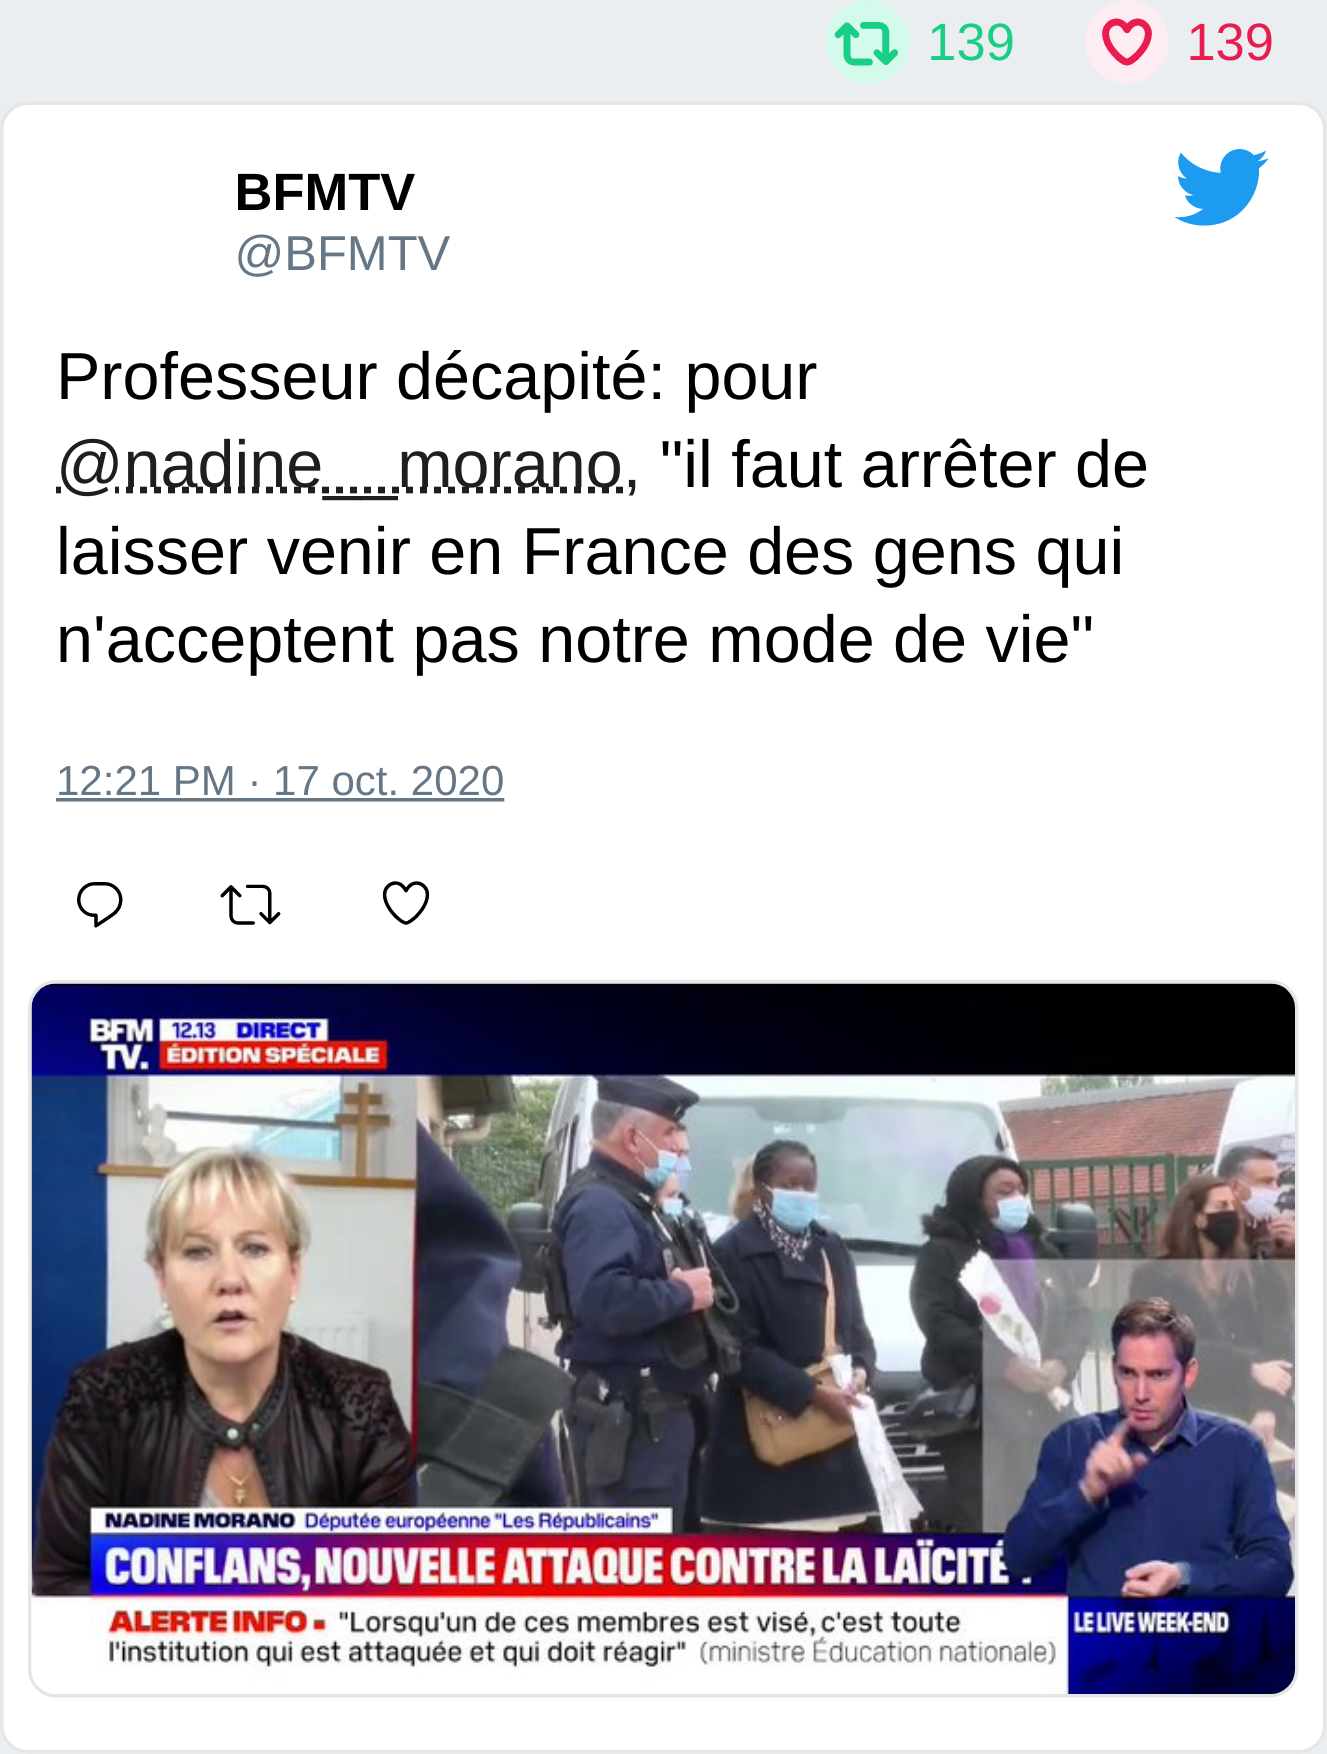 139 139
BFMTV
@BFMTV
Professeur décapité: pour
@nadine__morano, "il faut arrêter de
laisser venir en France des gens qui
n'acceptent pas notre mode de vie"
12:21 PM · 17 oct. 2020
BFM 12.13 DIRECT
TV. ÉDITION SPÉCIALE
NADINE MORANO Députée européenne "Les Républicains"
CONFLANS, NOUVELLE ATTAQUE CONTRE LA LAÏCITÉ
ALERTE INFO "Lorsqu'un de ces membres est visé, c'est toute
l'institution qui est attaquée et qui doit réagir" (ministre Éducation nationale)
LE LIVE WEEK-END